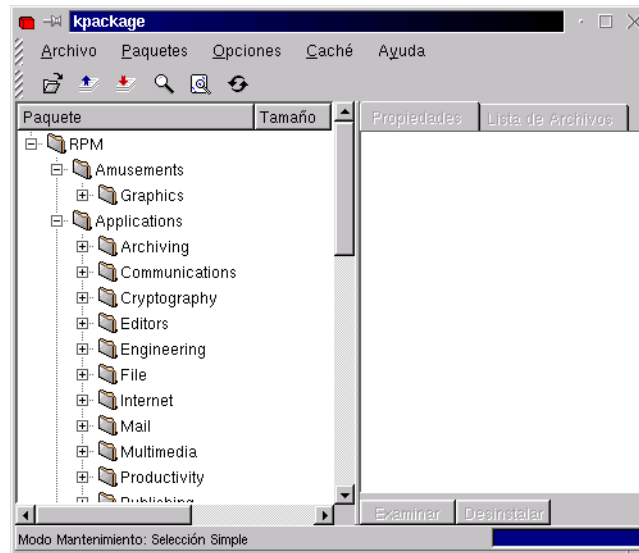 kpackage
Archivo Paquetes Opciones Caché Ayuda
Paquete Tamaño Propiedades Lista de Archivos
RPM
Amusements
Graphics
Applications
Archiving
Communications
Cryptography
Editors
Engineering
File
Internet
Mail
Multimedia
Productivity
Publishing
Examinar Desinstalar
Modo Mantenimiento: Selección Simple